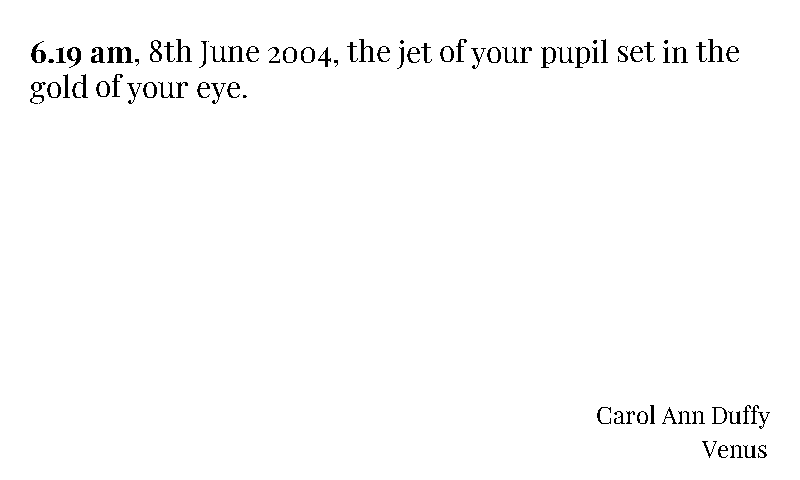 6.19 am, 8th June 2004, the jet of your pupil set in the
gold of your eye.
Carol Ann Duffy
Venus